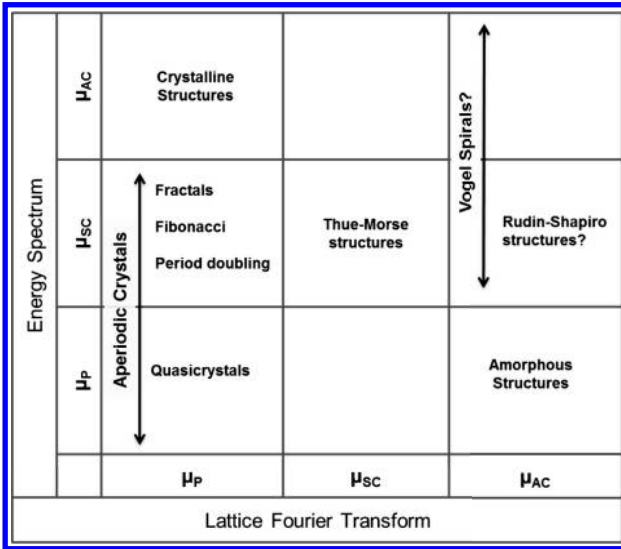 Energy Spectrum
μAC
Crystalline
Structures
Vogel Spirals?
μSC
Aperiodic Crystals
Fractals
Fibonacci
Period doubling
Thue-Morse
structures
Rudin-Shapiro
structures?
μP
Quasicrystals
Amorphous
Structures
μP
μSC
μAC
Lattice Fourier Transform